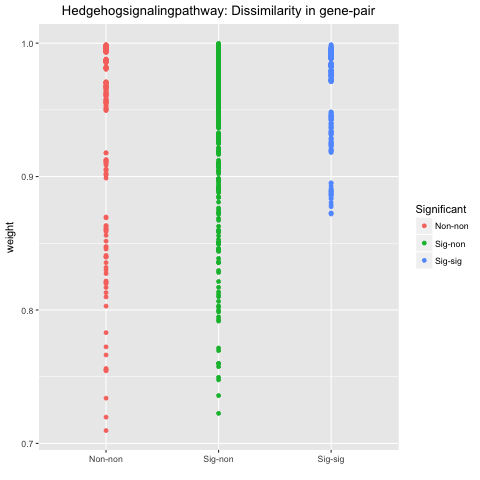 Hedgehogsignalingpathway: Dissimilarity in gene-pair
1.0
0.9
0.8
0.7
weight
Non-non
Sig-non
Sig-sig
Significant
Non-non
Sig-non
Sig-sig